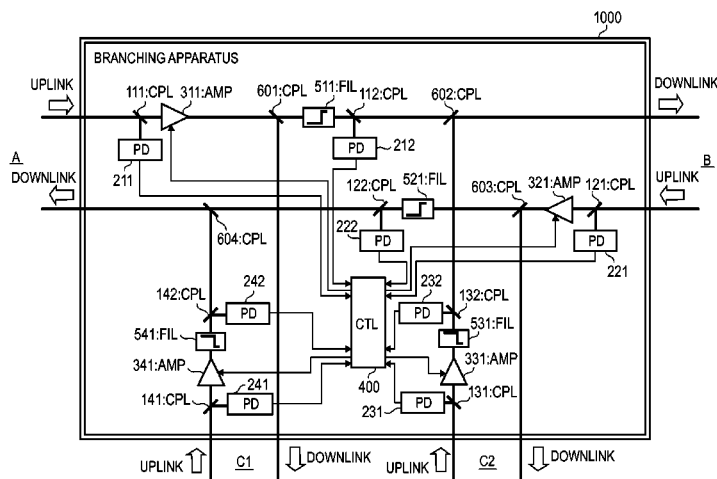 1000
BRANCHING APPARATUS
UPLINK
DOWNLINK
111:CPL
311:AMP
601:CPL
511:FIL
112:CPL
602:CPL
PD
211
PD
212
A
B
DOWNLINK
UPLINK
122:CPL
521:FIL
603:CPL
321:AMP
121:CPL
604:CPL
222
PD
PD
221
242
232
142:CPL
PD
CTL
PD
132:CPL
541:FIL
531:FIL
341:AMP
331:AMP
241
400
141:CPL
PD
231
PD
131:CPL
UPLINK
C1
DOWNLINK
UPLINK
C2
DOWNLINK